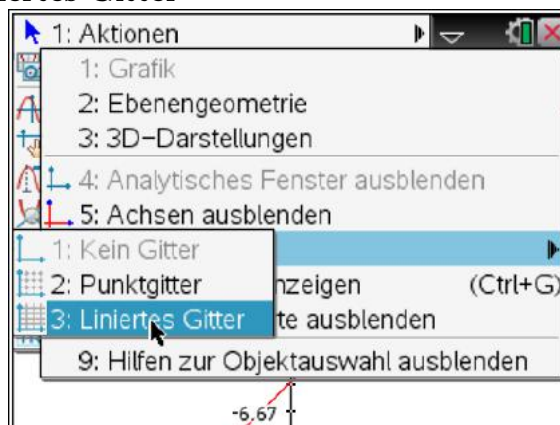 1: Aktionen
1: Grafik
2: Ebenengeometrie
3: 3D-Darstellungen
4: Analytisches Fenster ausblenden
5: Achsen ausblenden
1: Kein Gitter
2: Punktgitter
nzeigen (Ctrl+G)
3: Liniertes Gitter
te ausblenden
9: Hilfen zur Objektauswahl ausblenden
-6,67